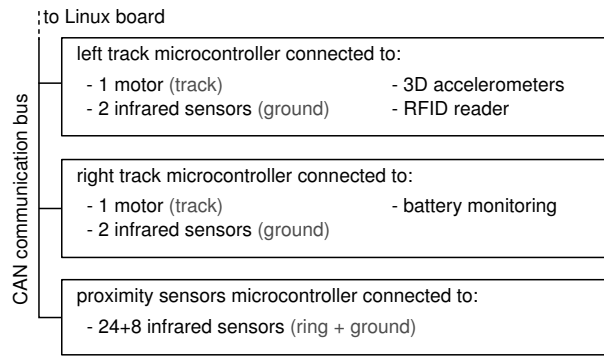 to Linux board
CAN communication bus
left track microcontroller connected to:
- 1 motor (track) - 3D accelerometers
- 2 infrared sensors (ground) - RFID reader
right track microcontroller connected to:
- 1 motor (track) - battery monitoring
- 2 infrared sensors (ground)
proximity sensors microcontroller connected to:
- 24+8 infrared sensors (ring + ground)